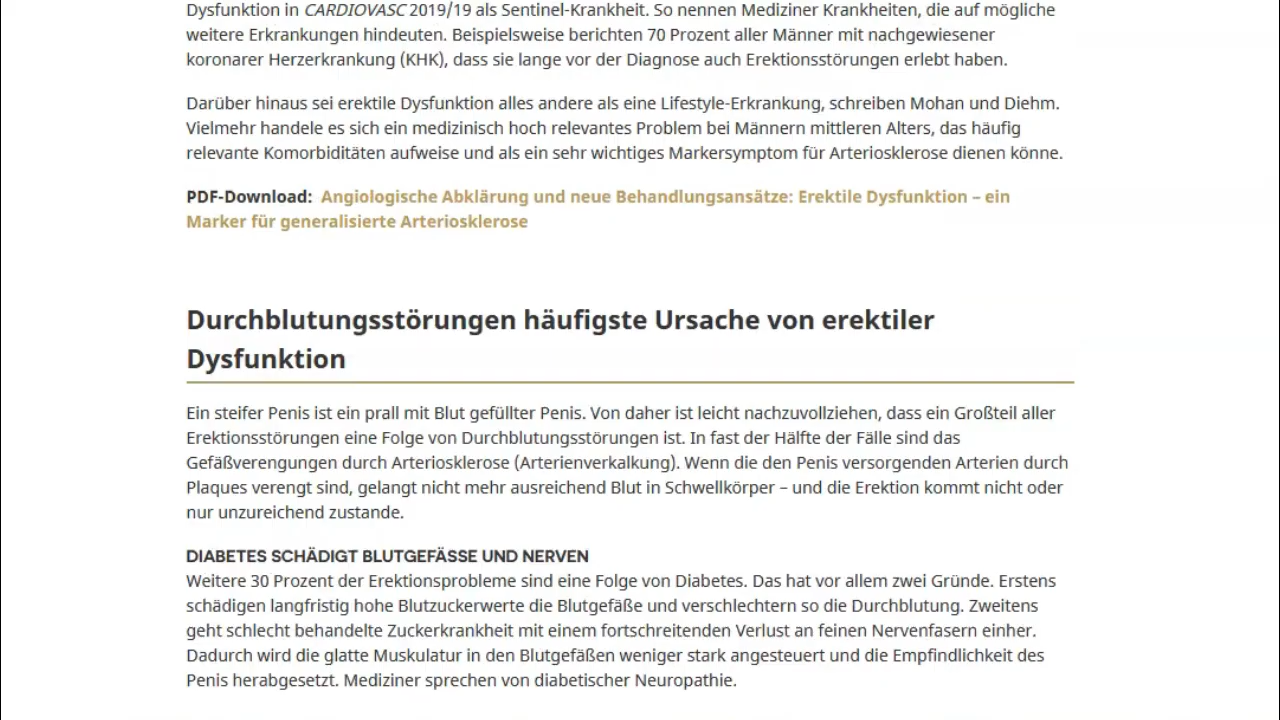 Dysfunktion in CARDIOVASC 2019/19 als Sentinel-Krankheit. So nennen Mediziner Krankheiten, die auf mögliche
weitere Erkrankungen hindeuten. Beispielsweise berichten 70 Prozent aller Männer mit nachgewiesener
koronarer Herzerkrankung (KHK), dass sie lange vor der Diagnose auch Erektionsstörungen erlebt haben.
Darüber hinaus sei erektile Dysfunktion alles andere als eine Lifestyle-Erkrankung, schreiben Mohan und Diehm.
Vielmehr handele es sich ein medizinisch hoch relevantes Problem bei Männern mittleren Alters, das häufig
relevante Komorbiditäten aufweise und als ein sehr wichtiges Markersymptom für Arteriosklerose dienen könne.
PDF-Download: Angiologische Abklärung und neue Behandlungsansätze: Erektile Dysfunktion – ein
Marker für generalisierte Arteriosklerose
Durchblutungsstörungen häufigste Ursache von erektiler
Dysfunktion
Ein steifer Penis ist ein prall mit Blut gefüllter Penis. Von daher ist leicht nachzuvollziehen, dass ein Großteil aller
Erektionsstörungen eine Folge von Durchblutungsstörungen ist. In fast der Hälfte der Fälle sind das
Gefäßverengungen durch Arteriosklerose (Arterienverkalkung). Wenn die den Penis versorgenden Arterien durch
Plaques verengt sind, gelangt nicht mehr ausreichend Blut in Schwellkörper – und die Erektion kommt nicht oder
nur unzureichend zustande.
DIABETES SCHÄDIGT BLUTGEFÄSSE UND NERVEN
Weitere 30 Prozent der Erektionsprobleme sind eine Folge von Diabetes. Das hat vor allem zwei Gründe. Erstens
schädigen langfristig hohe Blutzuckerwerte die Blutgefäße und verschlechtern so die Durchblutung. Zweitens
geht schlecht behandelte Zuckerkrankheit mit einem fortschreitenden Verlust an feinen Nervenfasern einher.
Dadurch wird die glatte Muskulatur in den Blutgefäßen weniger stark angesteuert und die Empfindlichkeit des
Penis herabgesetzt. Mediziner sprechen von diabetischer Neuropathie.